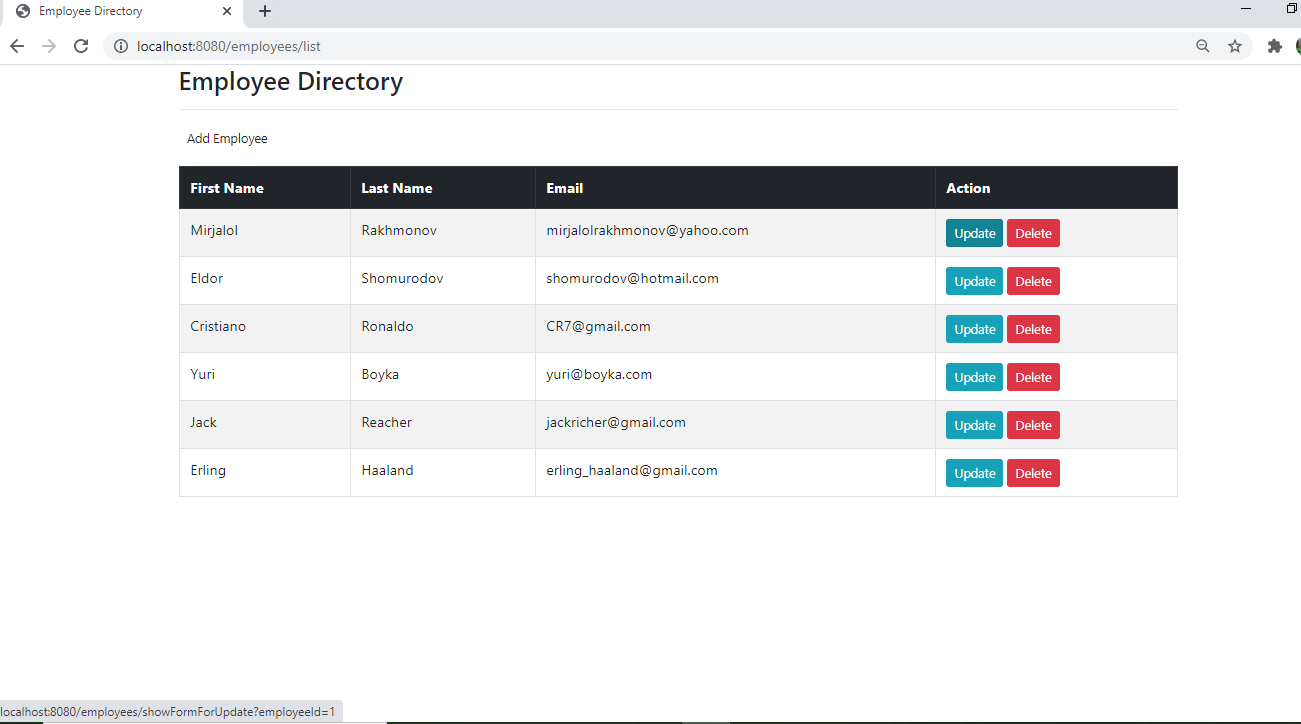 Employee Directory
localhost:8080/employees/list
Employee Directory
Add Employee
First Name Last Name Email Action
Mirjalol Rakhmonov mirjalolrakhmonov@yahoo.com Update Delete
Eldor Shomurodov shomurodov@hotmail.com Update Delete
Cristiano Ronaldo CR7@gmail.com Update Delete
Yuri Boyka yuri@boyka.com Update Delete
Jack Reacher jackricher@gmail.com Update Delete
Erling Haaland erling_haaland@gmail.com Update Delete
localhost:8080/employees/showFormForUpdate?employeeId=1